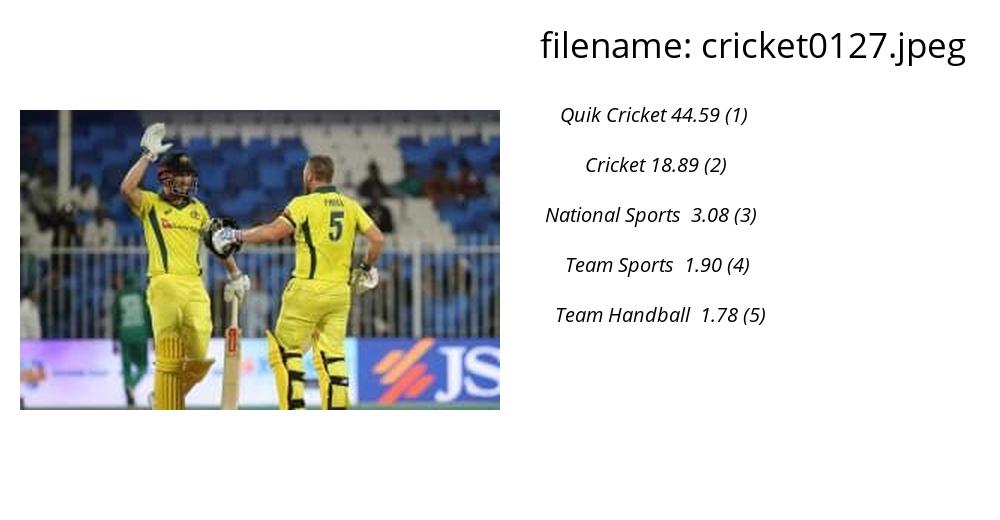 filename: cricket0127.jpeg
Quik Cricket 44.59 (1)
Cricket 18.89 (2)
National Sports 3.08 (3)
Team Sports 1.90 (4)
Team Handball 1.78 (5)
5
JS